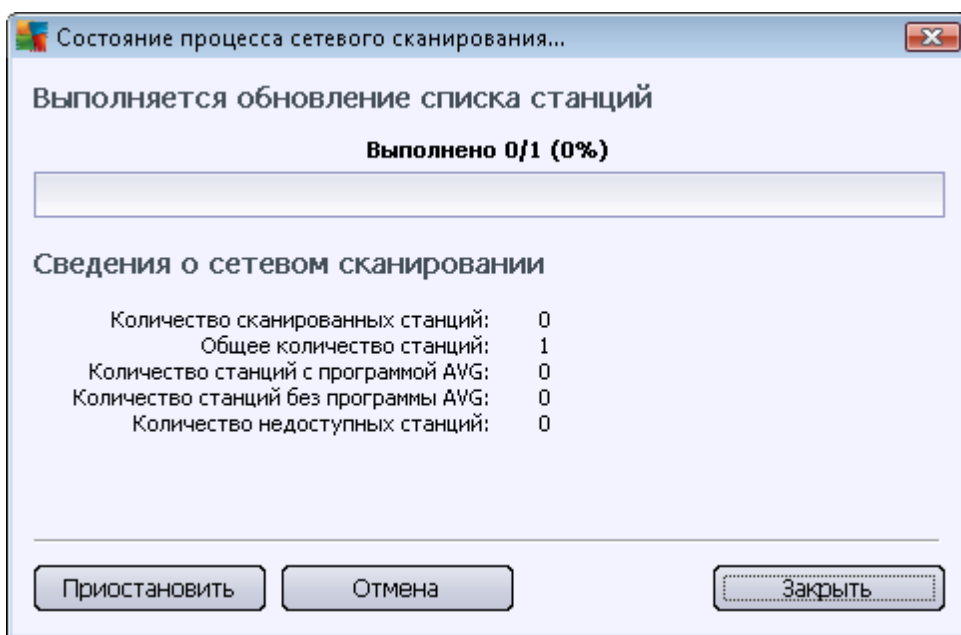 Состояние процесса сетевого сканирования...
Выполняется обновление списка станций
Выполнено 0/1 (0%)
Сведения о сетевом сканировании
Количество сканированных станций: 0
Общее количество станций: 1
Количество станций с программой AVG: 0
Количество станций без программы AVG: 0
Количество недоступных станций: 0
Приостановить Отмена Закрыть